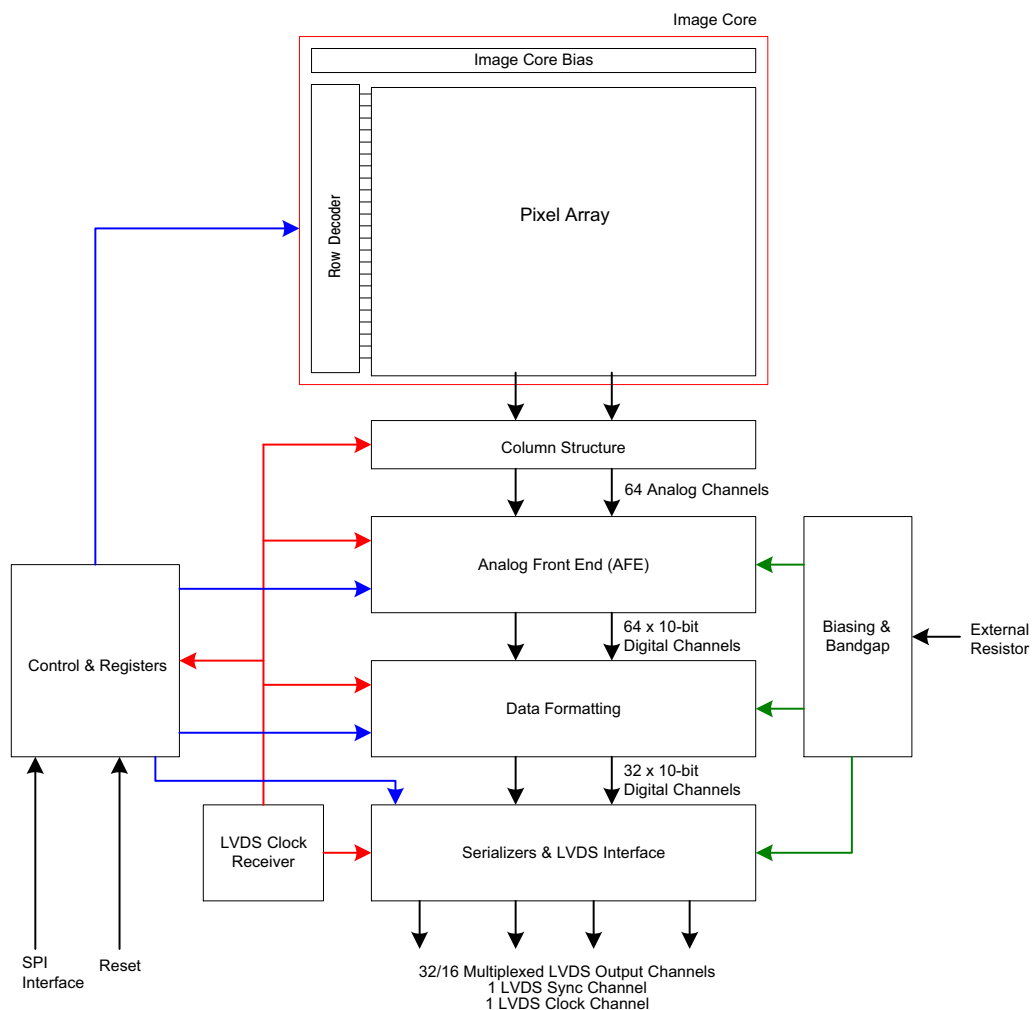 Image Core
Image Core Bias
Row Decoder
Pixel Array
Column Structure
64 Analog Channels
Analog Front End (AFE)
64 x 10-bit
Digital Channels
Biasing &
Bandgap
External
Resistor
Control & Registers
Data Formatting
32 x 10-bit
Digital Channels
LVDS Clock
Receiver
Serializers & LVDS Interface
SPI
Interface
Reset
32/16 Multiplexed LVDS Output Channels
1 LVDS Sync Channel
1 LVDS Clock Channel